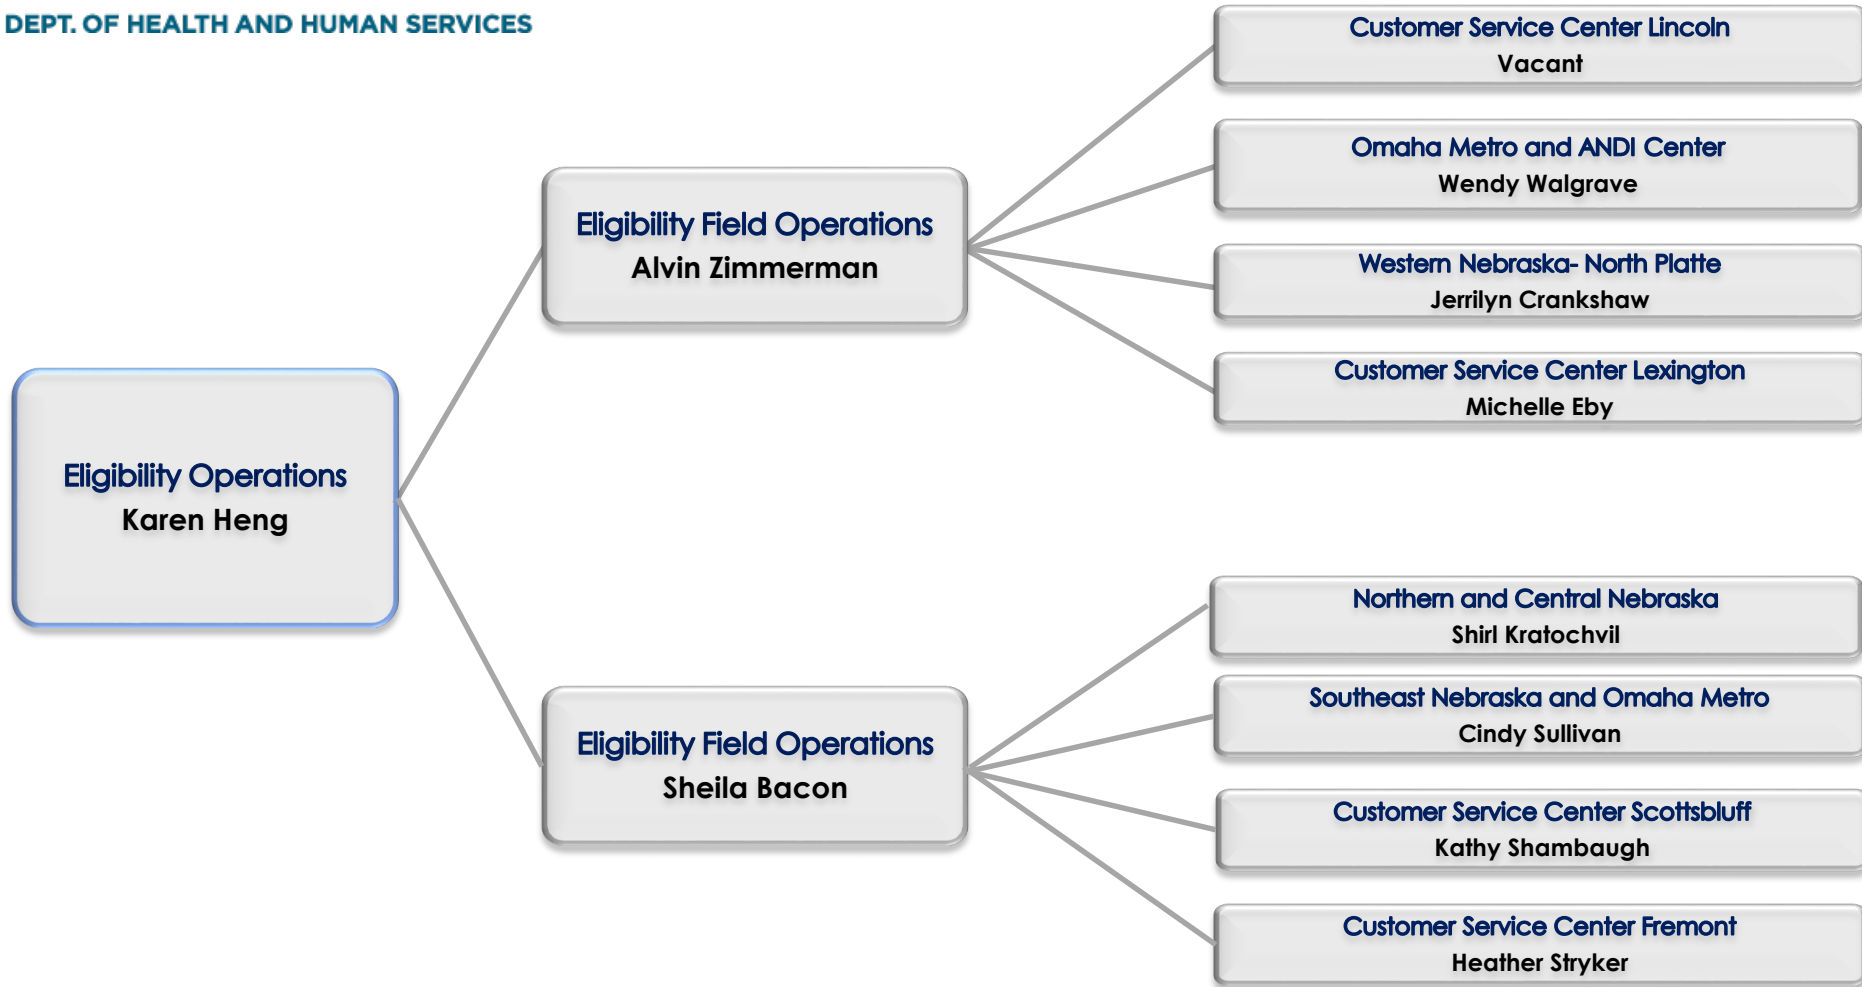 DEPT. OF HEALTH AND HUMAN SERVICES
Eligibility Operations
Karen Heng
Eligibility Field Operations
Alvin Zimmerman
Customer Service Center Lincoln
Vacant
Omaha Metro and ANDI Center
Wendy Walgrave
Western Nebraska- North Platte
Jerrilyn Crankshaw
Customer Service Center Lexington
Michelle Eby
Eligibility Field Operations
Sheila Bacon
Northern and Central Nebraska
Shirl Kratochvil
Southeast Nebraska and Omaha Metro
Cindy Sullivan
Customer Service Center Scottsbluff
Kathy Shambaugh
Customer Service Center Fremont
Heather Stryker